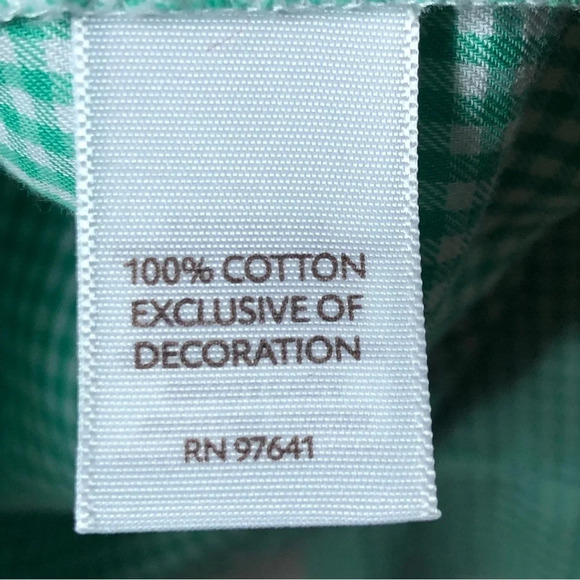 100% COTTON
EXCLUSIVE OF
DECORATION
RN 97641